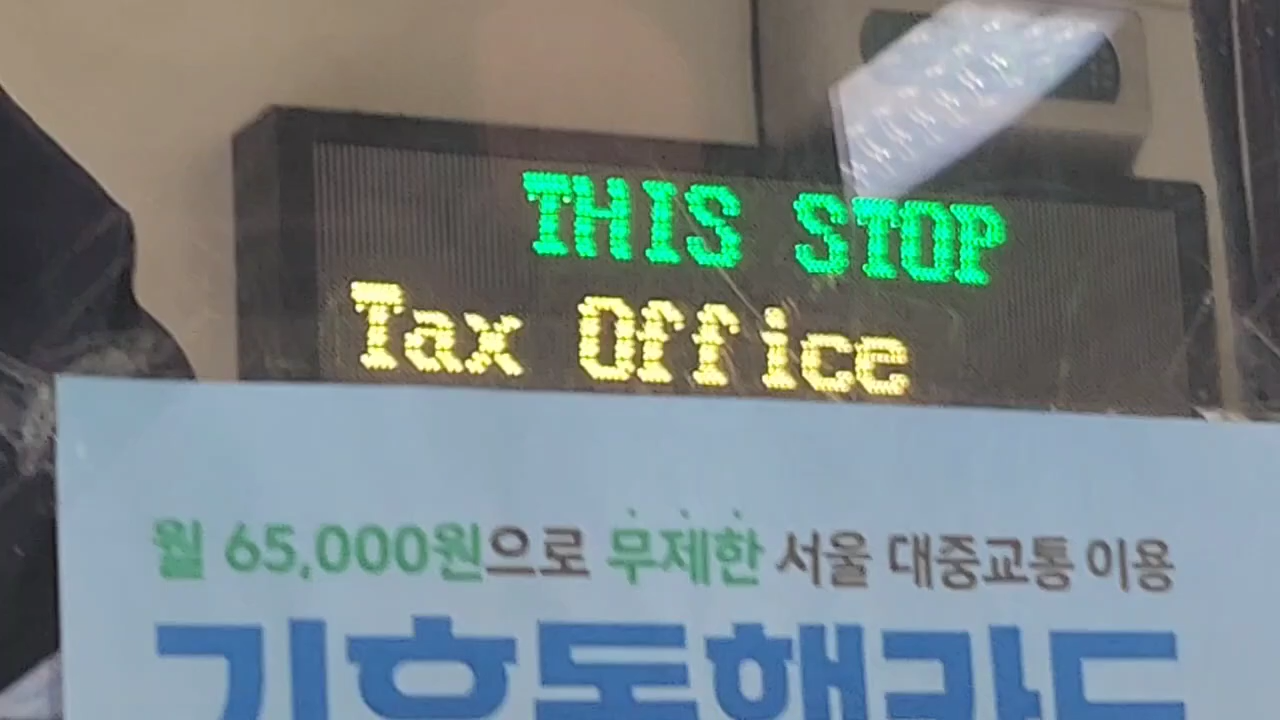 THIS STOP
Tax Office
월 65,000원으로 무제한 서울 대중교통 이용
기후동행카드